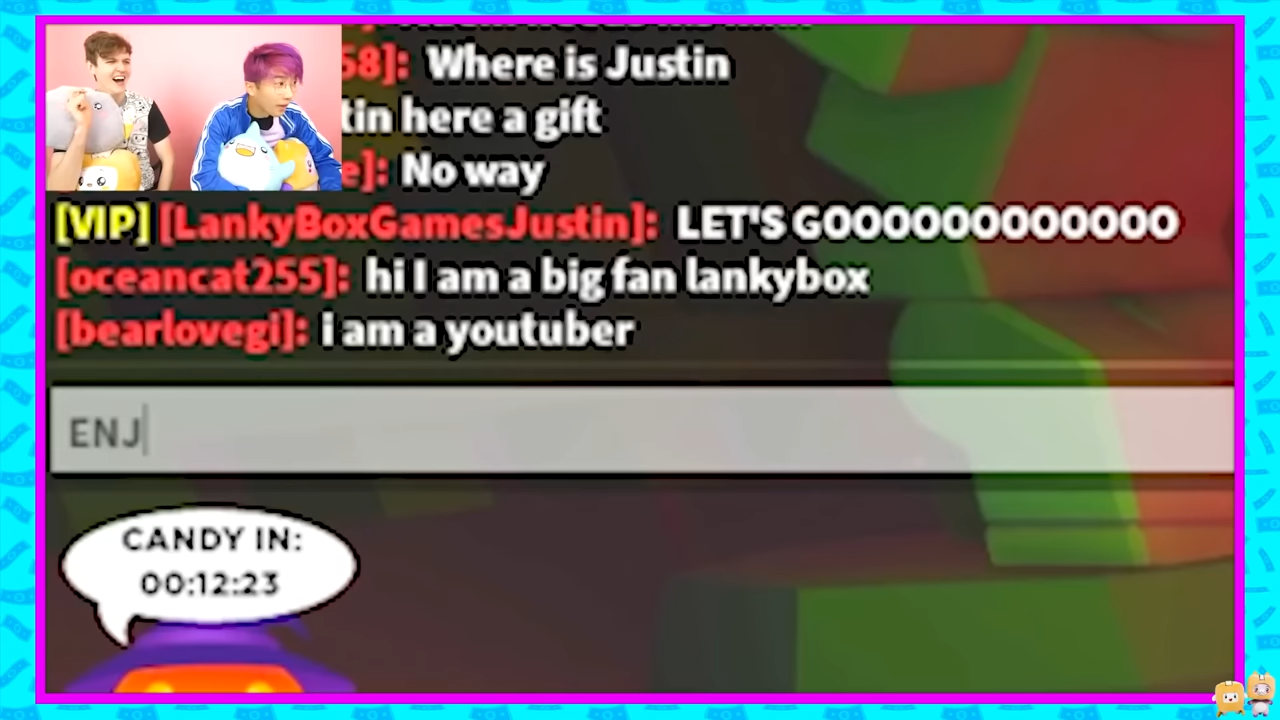 58]: Where is Justin
tin here a gift
e]: No way
[VIP] [LankyBoxGamesJustin]: LET'S GOOOOOOOOOOOOO
[oceancat255]: hi I am a big fan lankybox
[bearlovegi]: i am a youtuber
ENJ
CANDY IN:
00:12:23